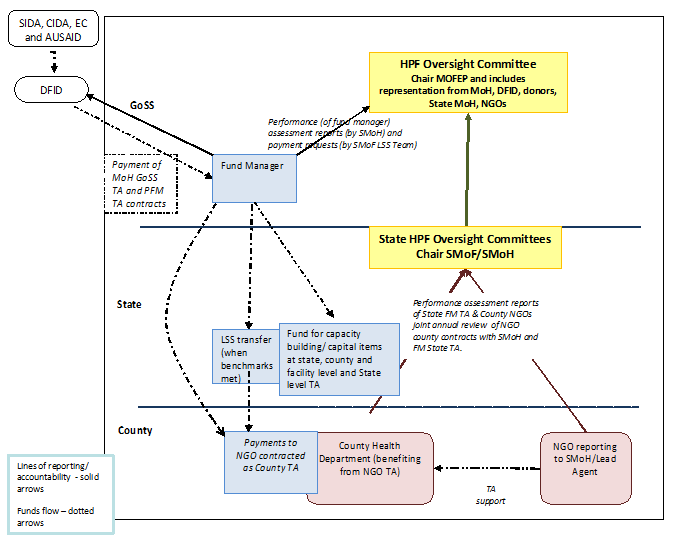 SIDA, CIDA, EC
and AUSAID
DFID
GoSS
HPF Oversight Committee
Chair MOFEP and includes
representation from MoH, DFID, donors,
State MoH, NGOs
Performance (of fund manager)
assessment reports (by SMoH) and
payment requests (by SMoF LSS Team)
Payment of
MoH GoSS
TA and PFM
TA contracts
Fund Manager
State HPF Oversight Committees
Chair SMoF/SMoH
State
Performance assessment reports
of State FM TA & County NGOs
joint annual review of NGO
county contracts with SMoH and
FM State TA.
LSS transfer
(when
benchmarks
met)
Fund for capacity
building/ capital items
at state, county and
facility level and State
level TA
County
Payments to
NGO contracted
as County TA
County Health
Department (benefiting
from NGO TA)
NGO reporting
to SMoH/Lead
Agent
TA
support
Lines of reporting/
accountability - solid
arrows
Funds flow – dotted
arrows